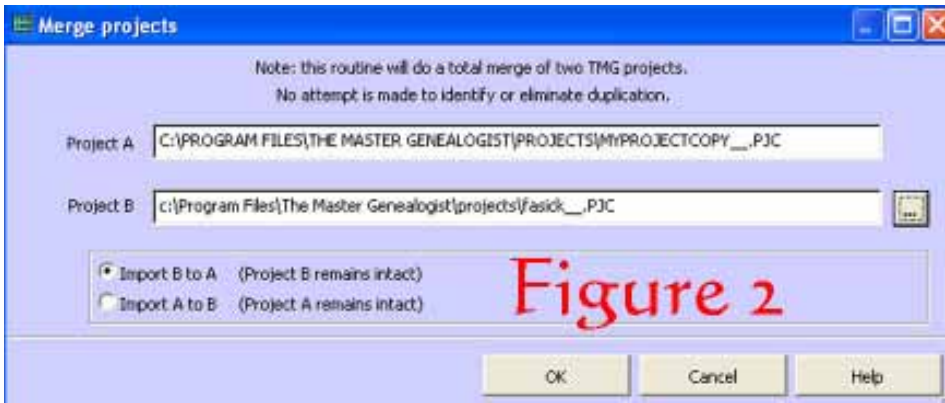 Merge projects
Note: this routine will do a total merge of two TMG projects.
No attempt is made to identify or eliminate duplication.
Project A C:\PROGRAM FILES\THE MASTER GENEALOGIST\PROJECTS\MYPROJECTCOPY__.PJC
Project B c:\Program Files\The Master Genealogist\projects\fasick__.PJC
...
Import B to A (Project B remains intact)
Import A to B (Project A remains intact)
Figure 2
OK Cancel Help